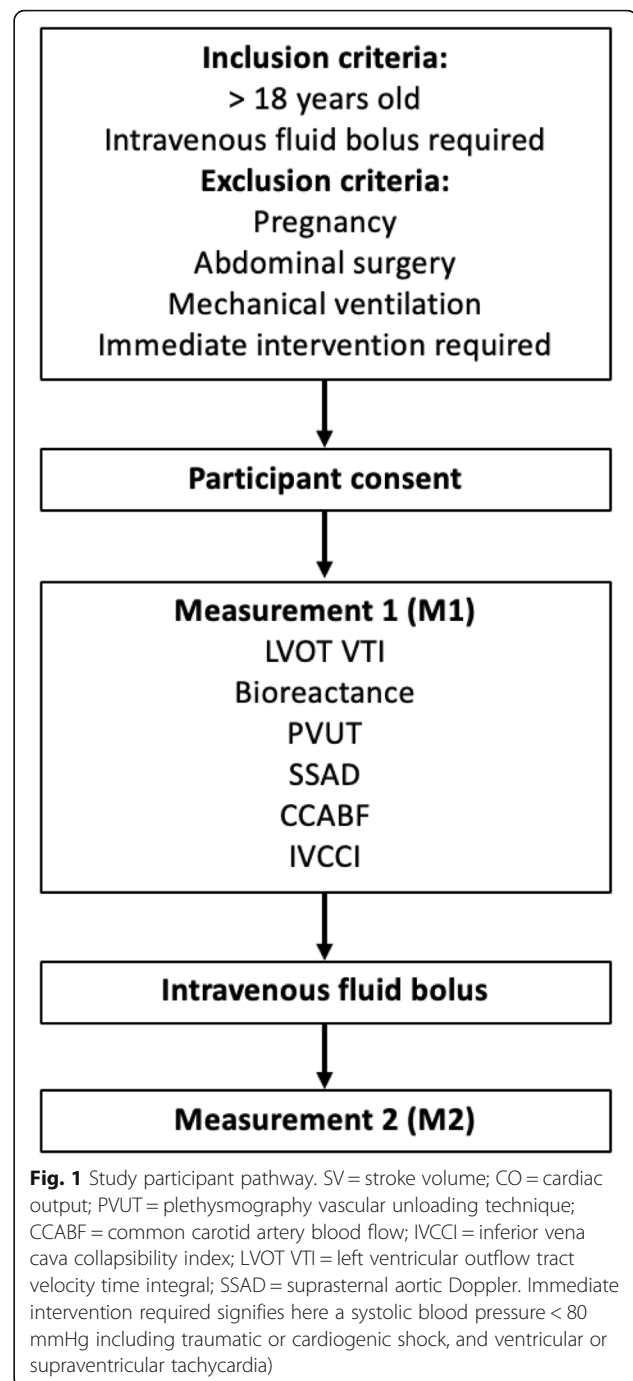 Inclusion criteria:
> 18 years old
Intravenous fluid bolus required
Exclusion criteria:
Pregnancy
Abdominal surgery
Mechanical ventilation
Immediate intervention required
Participant consent
Measurement 1 (M1)
LVOT VTI
Bioreactance
PVUT
SSAD
CCABF
IVCCI
Intravenous fluid bolus
Measurement 2 (M2)
Fig. 1 Study participant pathway. SV = stroke volume; CO = cardiac
output; PVUT = plethysmography vascular unloading technique;
CCABF = common carotid artery blood flow; IVCCI = inferior vena
cava collapsibility index; LVOT VTI = left ventricular outflow tract
velocity time integral; SSAD = suprasternal aortic Doppler. Immediate
intervention required signifies here a systolic blood pressure < 80
mmHg including traumatic or cardiogenic shock, and ventricular or
supraventricular tachycardia)